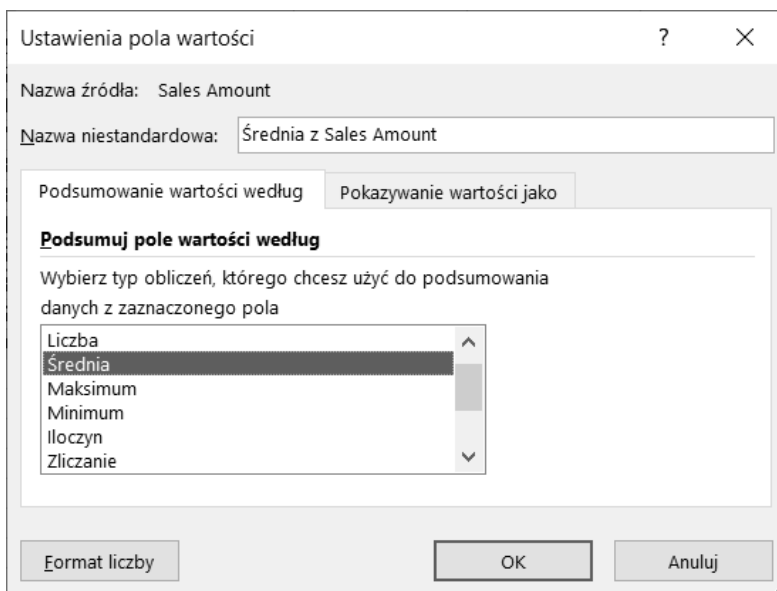 Ustawienia pola wartości ?
Nazwa źródła: Sales Amount
Nazwa niestandardowa: Średnia z Sales Amount
Podsumowanie wartości według Pokazywanie wartości jako
Podsumuj pole wartości według
Wybierz typ obliczeń, którego chcesz użyć do podsumowania
danych z zaznaczonego pola
Liczba
Średnia
Maksimum
Minimum
Iloczyn
Zliczanie
Format liczby OK Anuluj